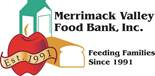 Merrimack Valley
Food Bank, Inc.
Feeding Families
Since 1991
Est. 1991